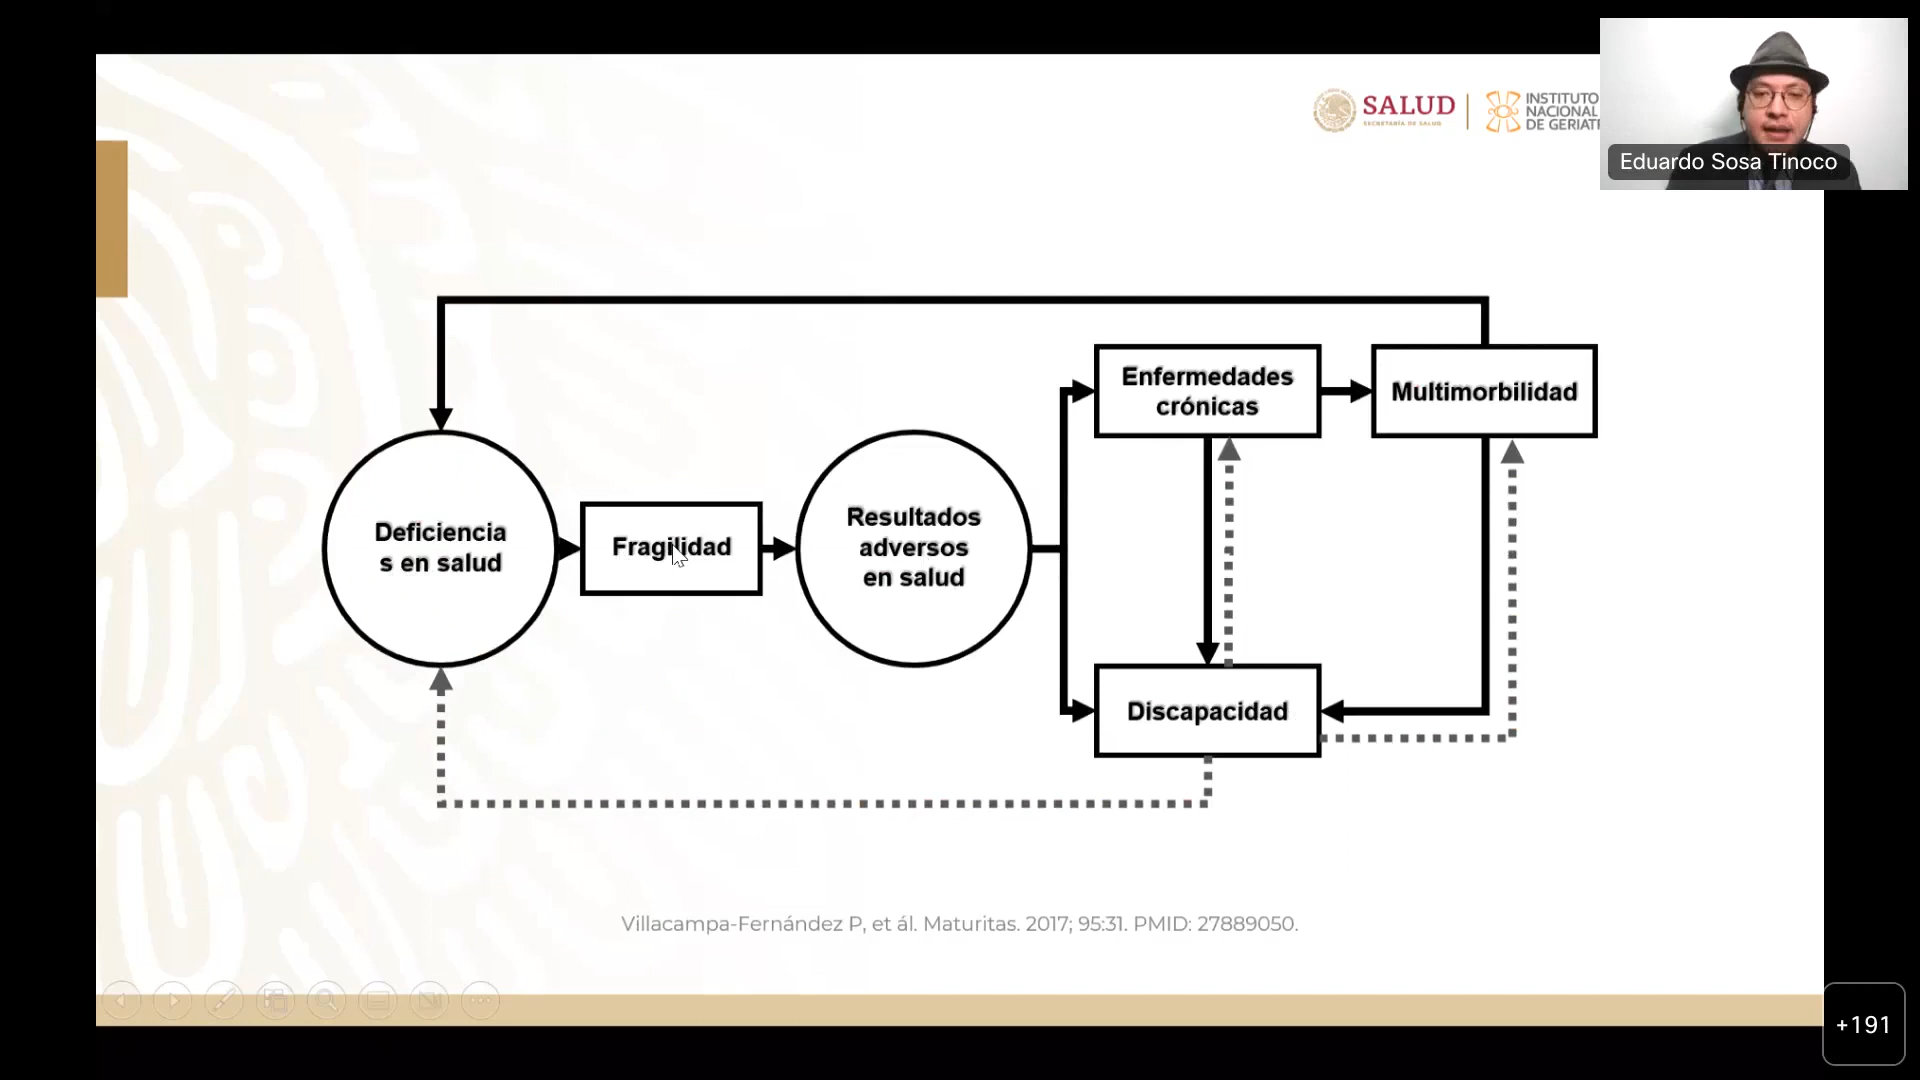 SALUD
SECRETARÍA DE SALUD
INSTITUTO
NACIONAL
DE GERIATR
Eduardo Sosa Tinoco
Enfermedades
crónicas
Multimorbilidad
Deficiencia
s en salud
Fragilidad
Resultados
adversos
en salud
Discapacidad
Villacampa-Fernández P, et ál. Maturitas. 2017; 95:31. PMID: 27889050.
+191